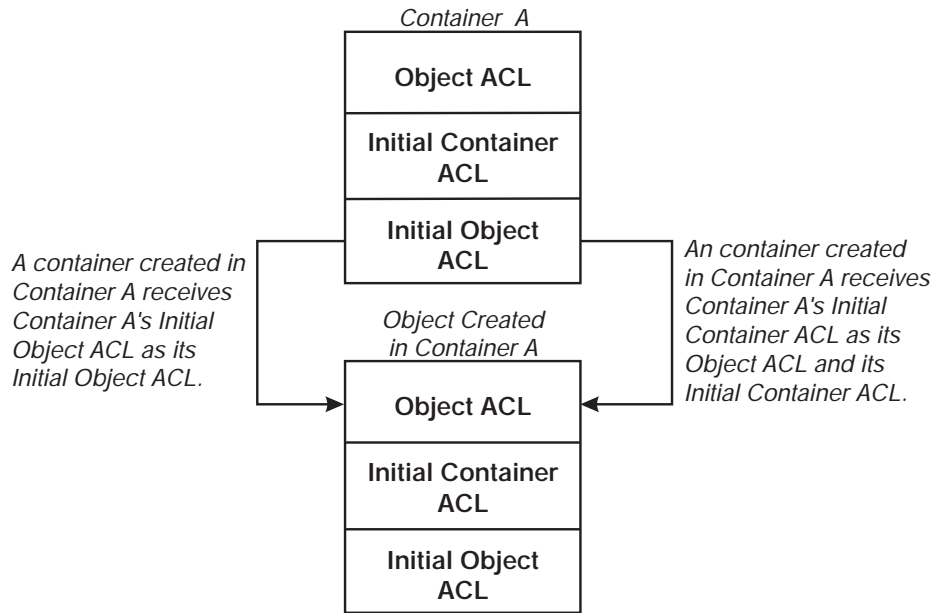 Container A
Object ACL
Initial Container
ACL
Initial Object
ACL
A container created in
Container A receives
Container A's Initial
Object ACL as its
Initial Object ACL.
An container created
in Container A receives
Container A's Initial
Container ACL as its
Object ACL and its
Initial Container ACL.
Object Created
in Container A
Object ACL
Initial Container
ACL
Initial Object
ACL